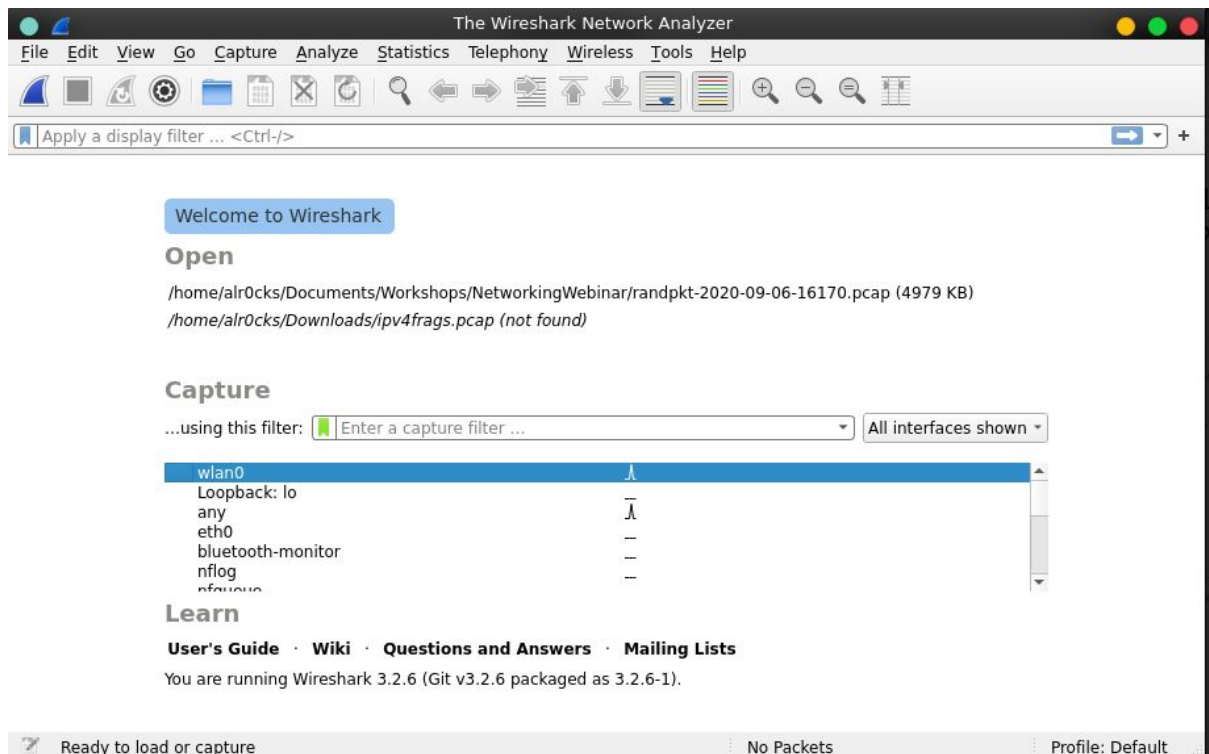 The Wireshark Network Analyzer
File Edit View Go Capture Analyze Statistics Telephony Wireless Tools Help
Apply a display filter ... <Ctrl-/>
+
Welcome to Wireshark
Open
/home/alr0cks/Documents/Workshops/NetworkingWebinar/randpkt-2020-09-06-16170.pcap (4979 KB)
/home/alr0cks/Downloads/ipv4frags.pcap (not found)
Capture
...using this filter: Enter a capture filter ... All interfaces shown
wlan0
Loopback: lo
any
eth0
bluetooth-monitor
nflog
Learn
User's Guide · Wiki · Questions and Answers · Mailing Lists
You are running Wireshark 3.2.6 (Git v3.2.6 packaged as 3.2.6-1).
Ready to load or capture No Packets Profile: Default